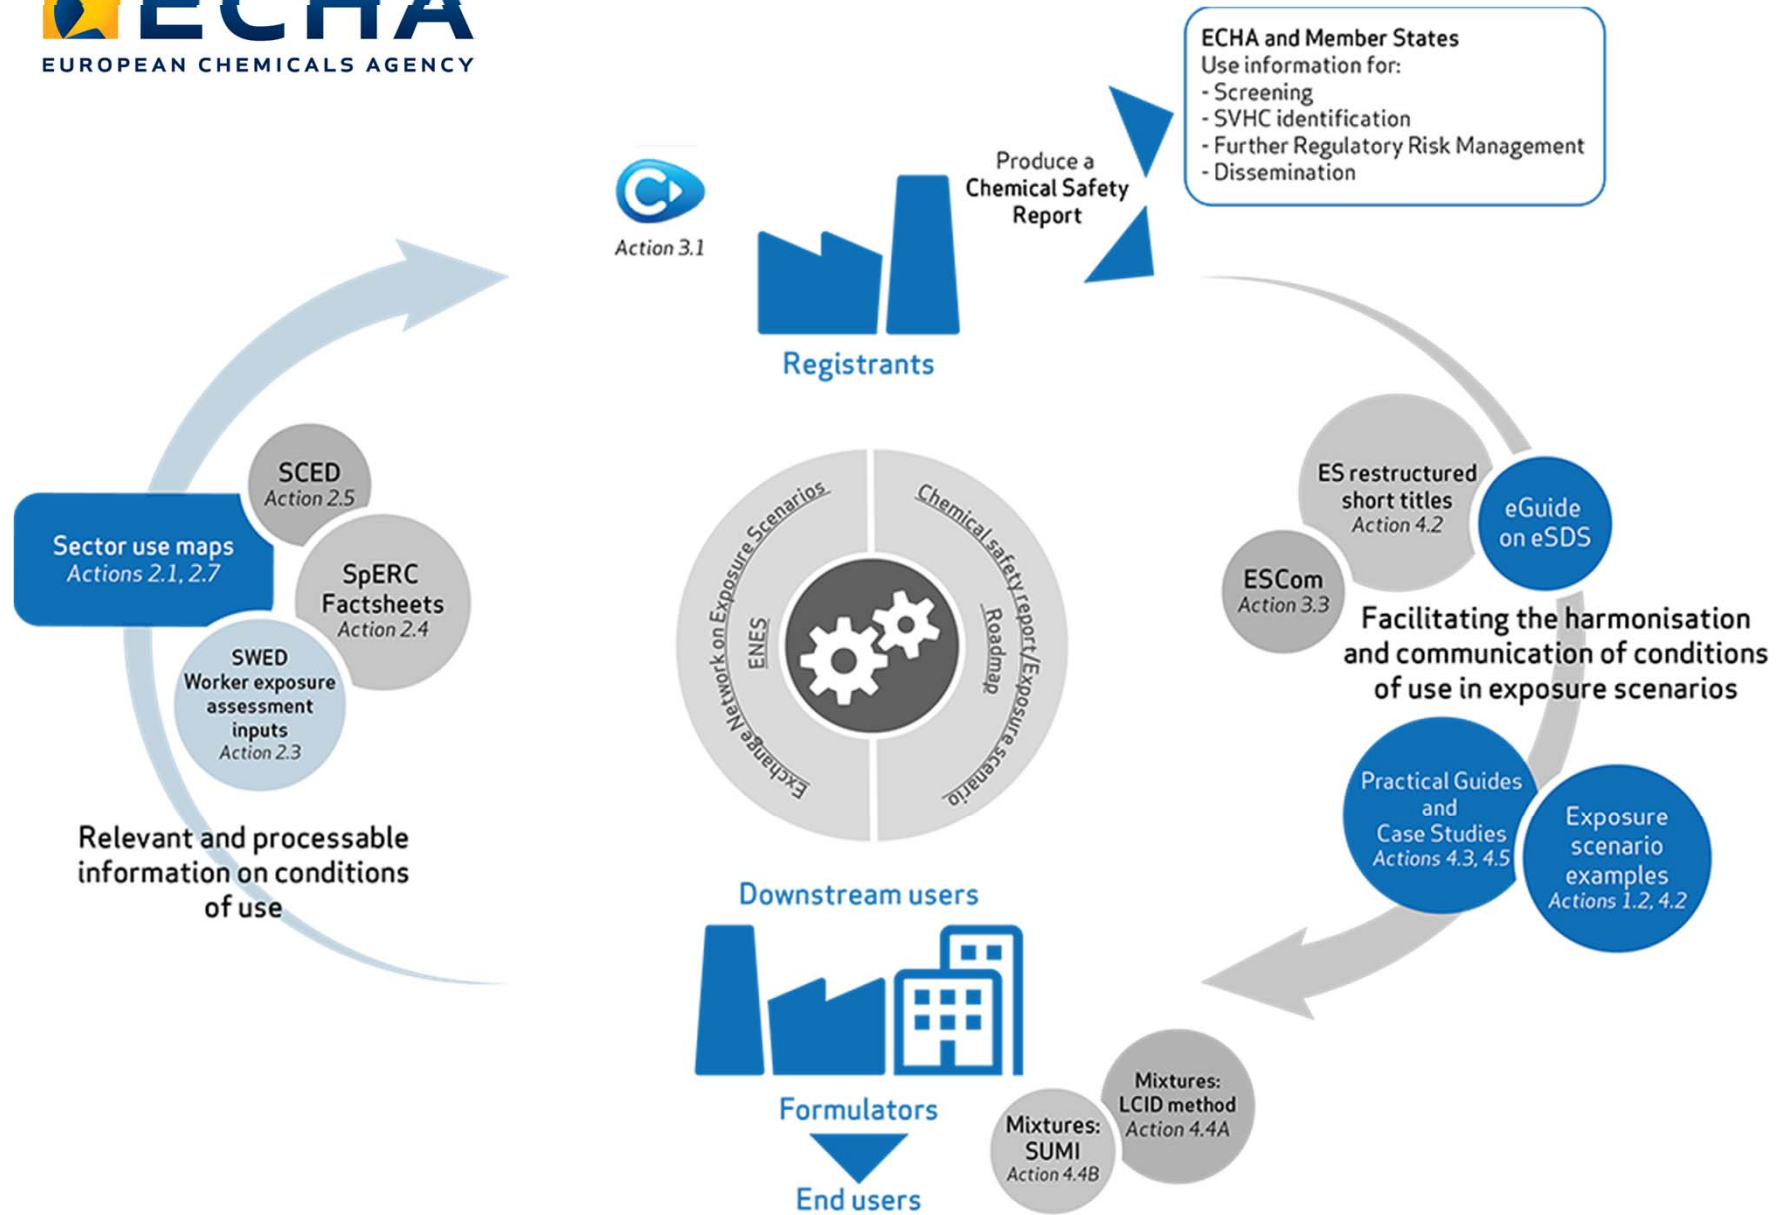 ECHA
EUROPEAN CHEMICALS AGENCY
ECHA and Member States
Use information for:
- Screening
- SVHC identification
- Further Regulatory Risk Management
- Dissemination
Produce a
Chemical Safety
Report
Action 3.1
Registrants
SCED
Action 2.5
Sector use maps
Actions 2.1, 2.7
SpERC
Factsheets
Action 2.4
SWED
Worker exposure
assessment
inputs
Action 2.3
Relevant and processable
information on conditions
of use
Exchange Network on Exposure Scenarios
ENES
Chemical safety report/Exposure scenario
Roadmap
ES restructured
short titles
Action 4.2
eGuide
on eSDS
ESCom
Action 3.3
Facilitating the harmonisation
and communication of conditions
of use in exposure scenarios
Practical Guides
and
Case Studies
Actions 4.3, 4.5
Exposure
scenario
examples
Actions 1.2, 4.2
Downstream users
Formulators
End users
Mixtures:
LCID method
Action 4.4A
Mixtures:
SUMI
Action 4.4B